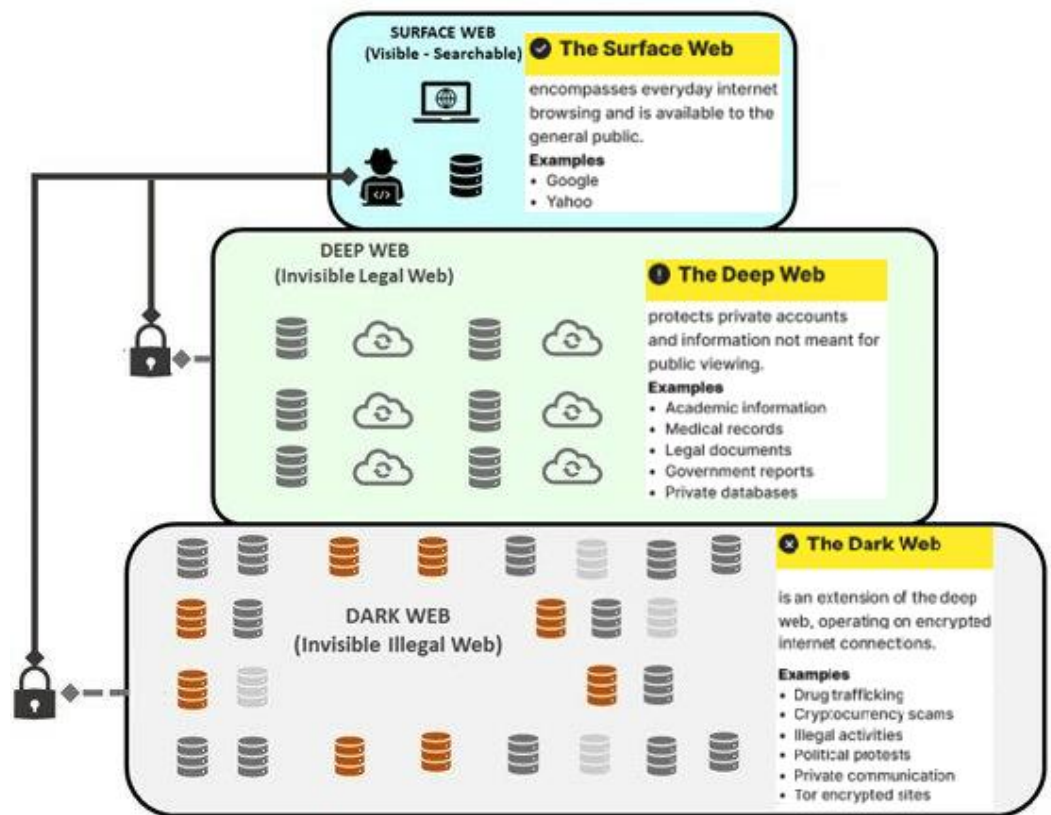 SURFACE WEB
(Visible - Searchable)
The Surface Web
encompasses everyday internet
browsing and is available to the
general public.
Examples
• Google
• Yahoo
</>
DEEP WEB
(Invisible Legal Web)
The Deep Web
protects private accounts
and information not meant for
public viewing.
Examples
• Academic information
• Medical records
• Legal documents
• Government reports
• Private databases
DARK WEB
(Invisible Illegal Web)
The Dark Web
is an extension of the deep
web, operating on encrypted
internet connections.
Examples
• Drug trafficking
• Cryptocurrency scams
• Illegal activities
• Political protests
• Private communication
• Tor encrypted sites